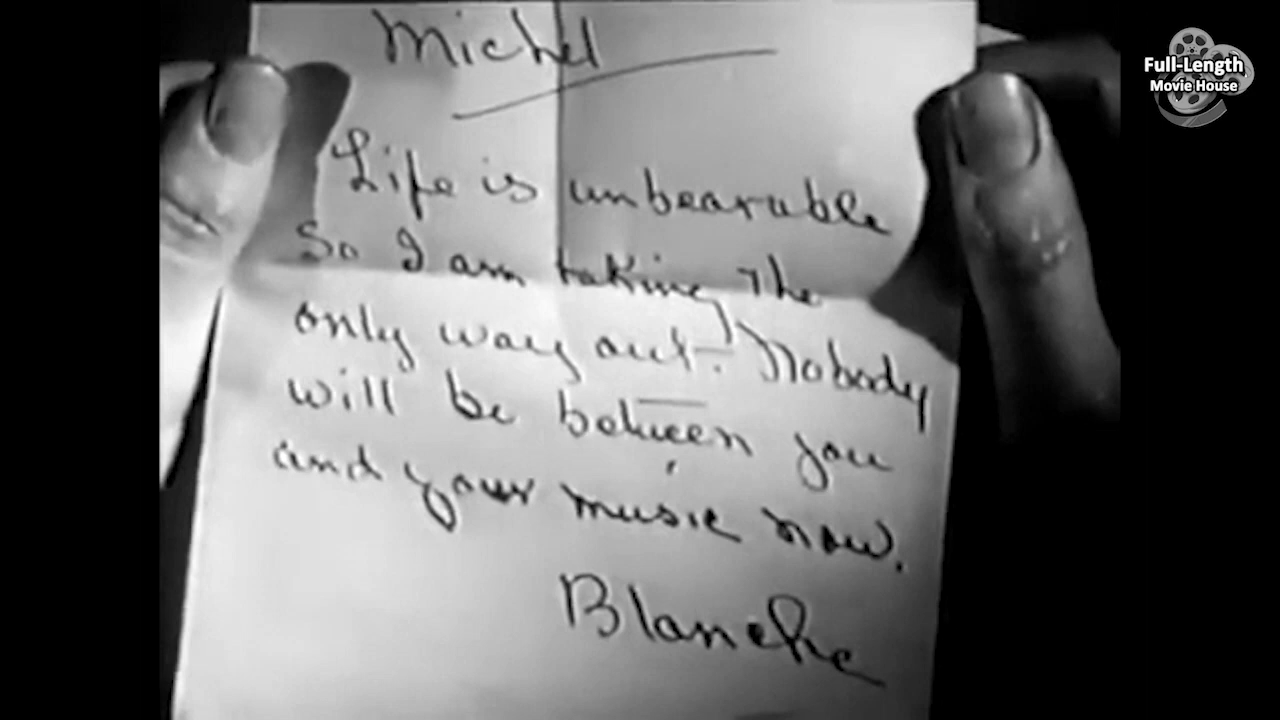 Michel
Life is unbearable
So I am taking the
only way out. Nobody
will be between you
and your music now.
Blanche
Full-Length
Movie House